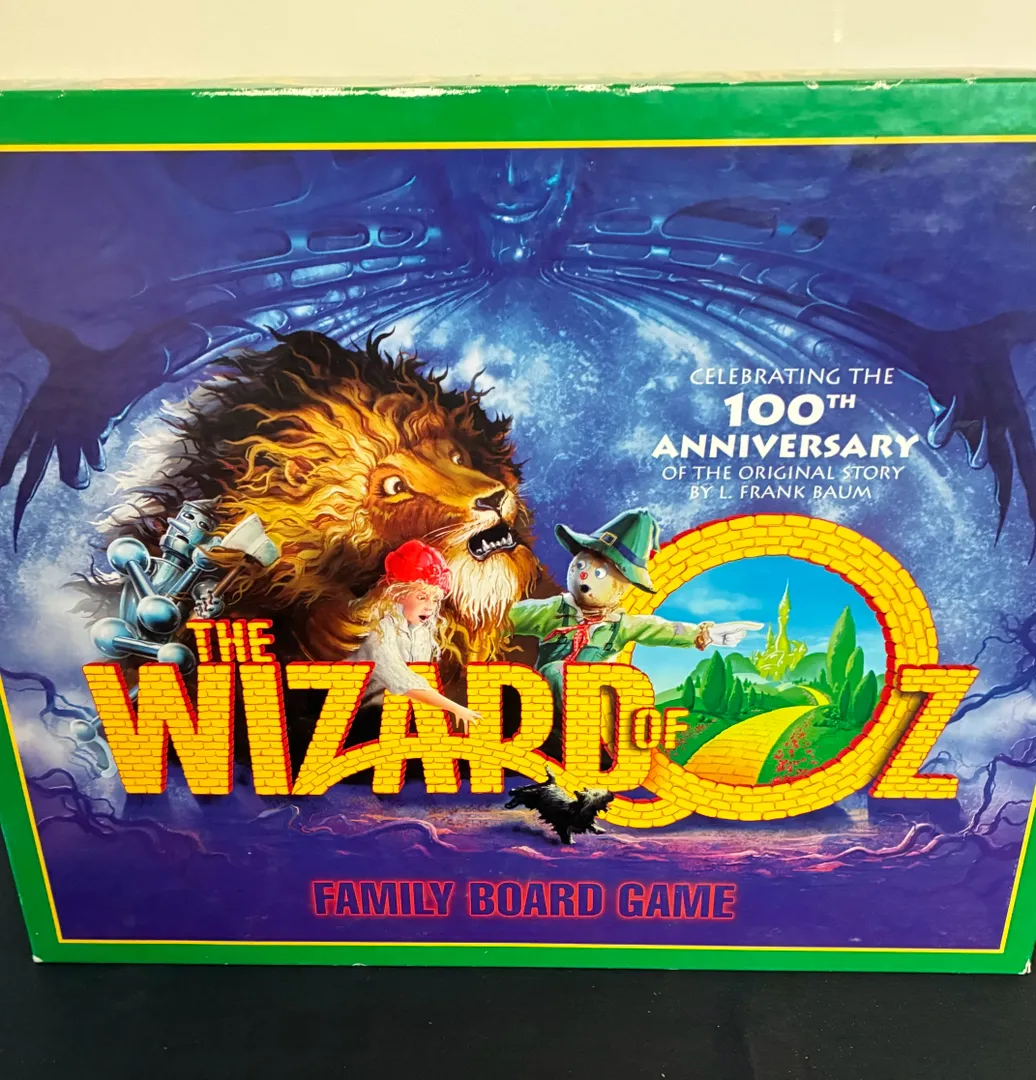 CELEBRATING THE
100TH
ANNIVERSARY
OF THE ORIGINAL STORY
BY L. FRANK BAUM
THE
WIZARD OF OZ
FAMILY BOARD GAME